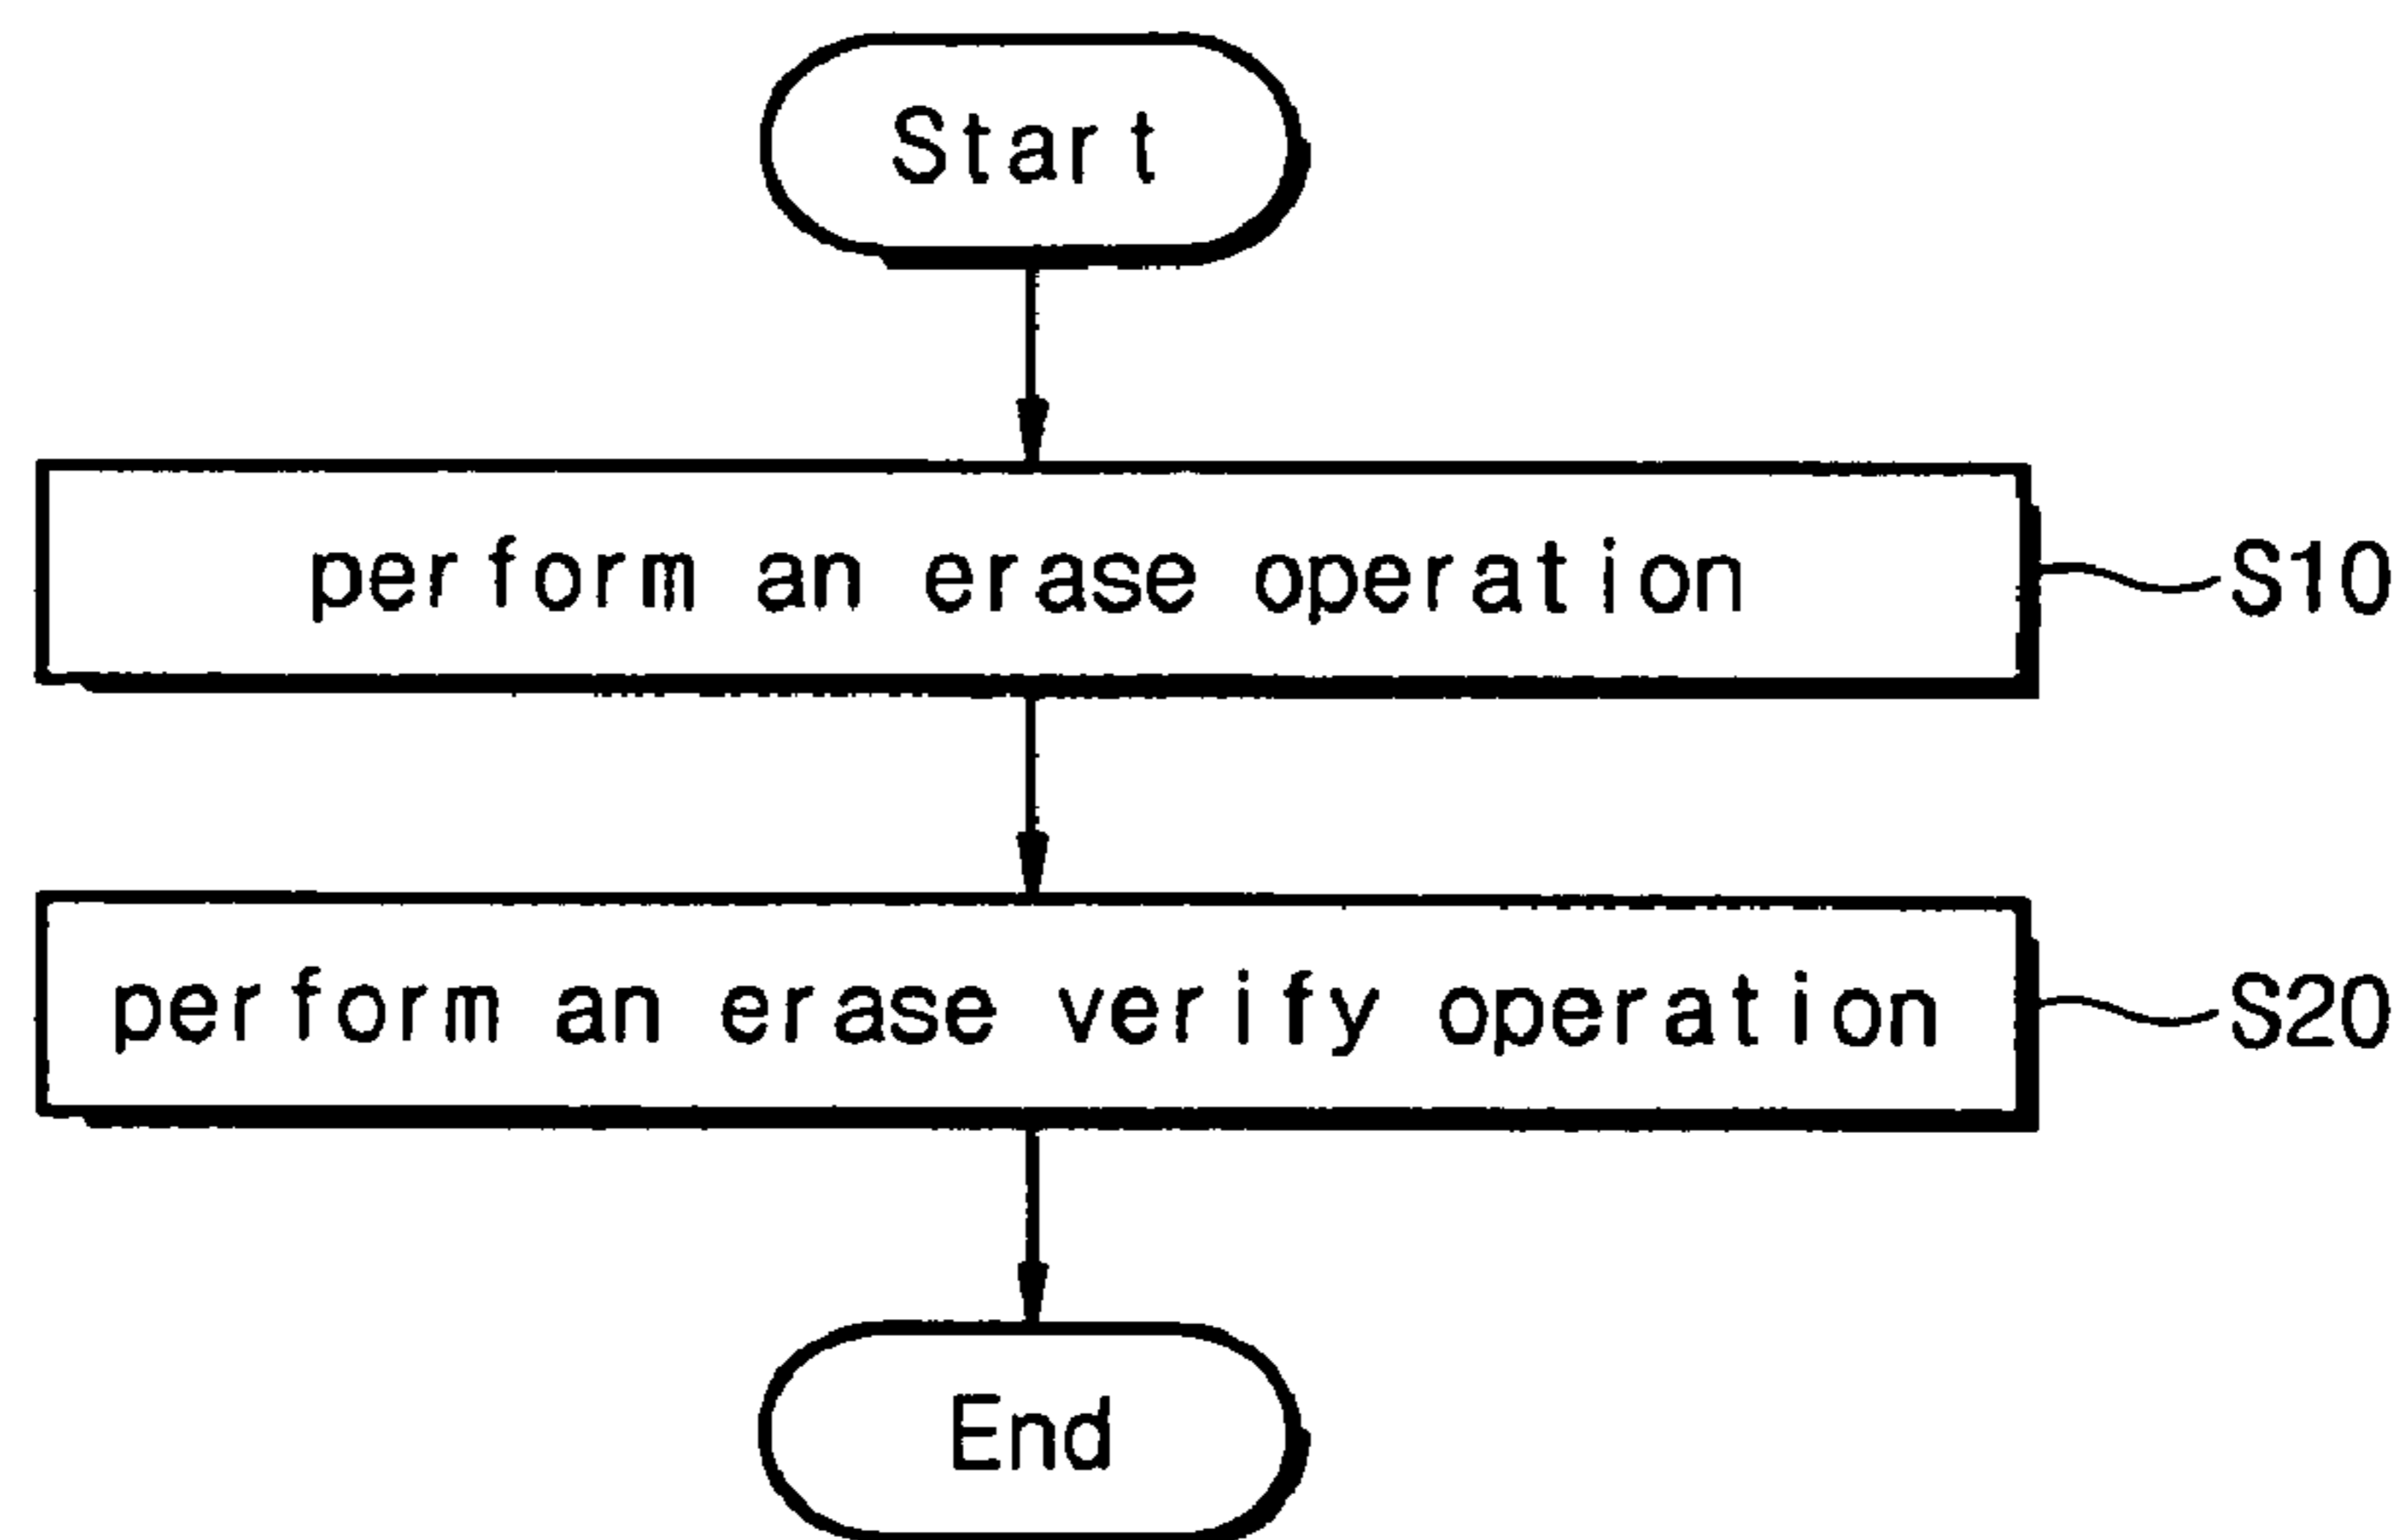 Start
perform an erase operation
S10
perform an erase verify operation
S20
End